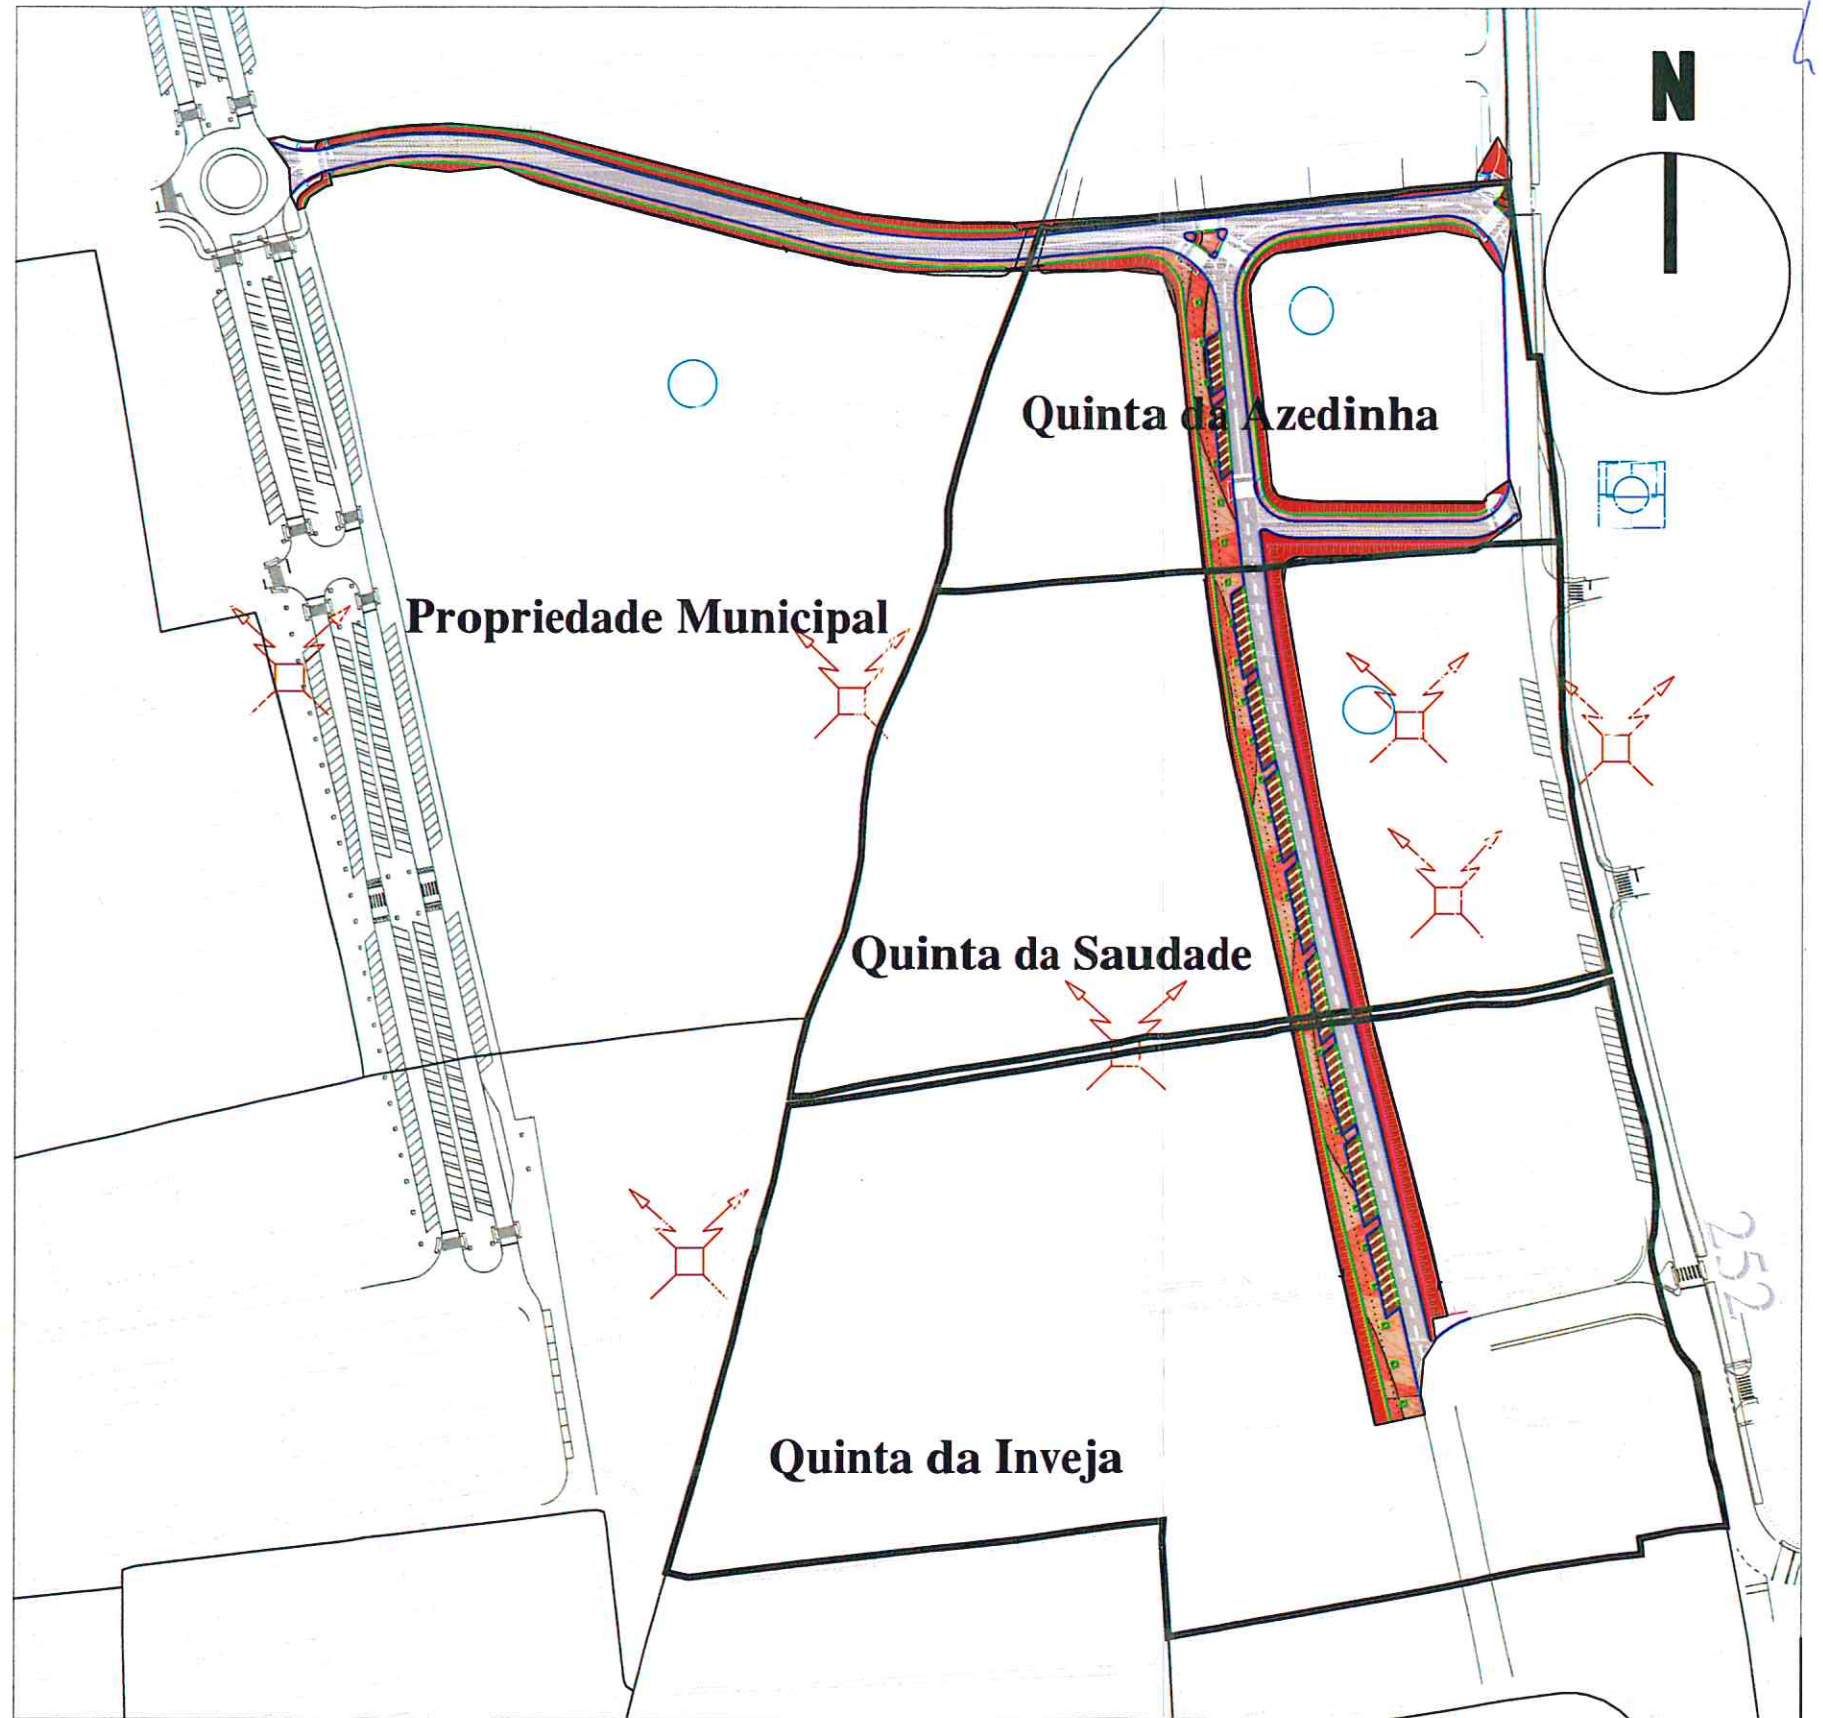 N
Quinta da Azedinha
Propriedade Municipal
Quinta da Saudade
252
Quinta da Inveja